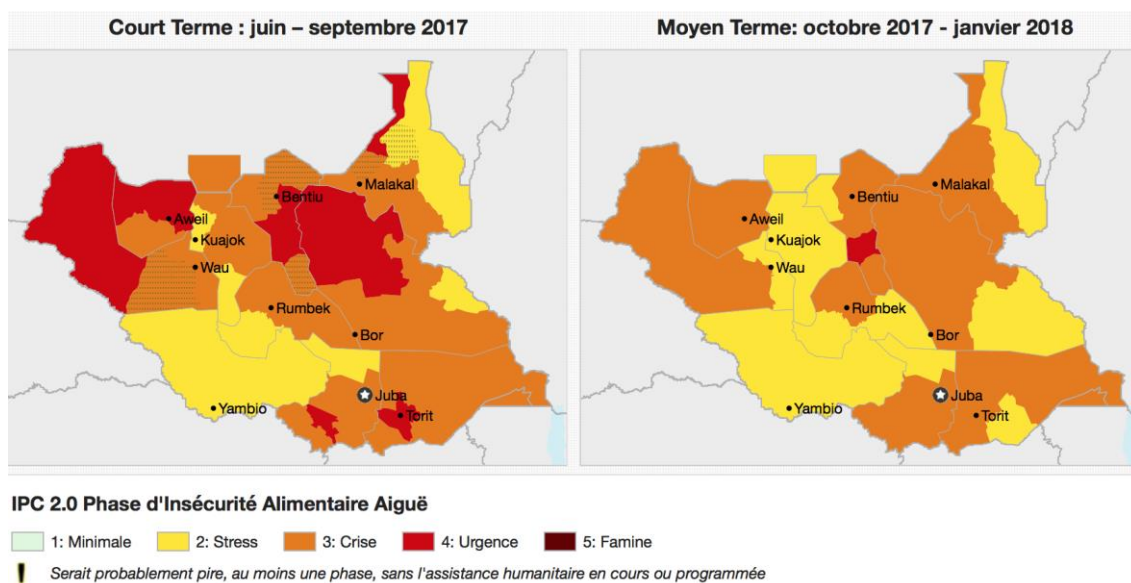 Court Terme : juin – septembre 2017
Malakal
Bentiu
Aweil
Kuajok
Wau
Rumbek
Bor
Juba
Yambio
Torit
Moyen Terme: octobre 2017 - janvier 2018
Malakal
Bentiu
Aweil
Kuajok
Wau
Rumbek
Bor
Juba
Yambio
Torit
IPC 2.0 Phase d'Insécurité Alimentaire Aiguë
1: Minimale 2: Stress 3: Crise 4: Urgence 5: Famine
! Serait probablement pire, au moins une phase, sans l'assistance humanitaire en cours ou programmée